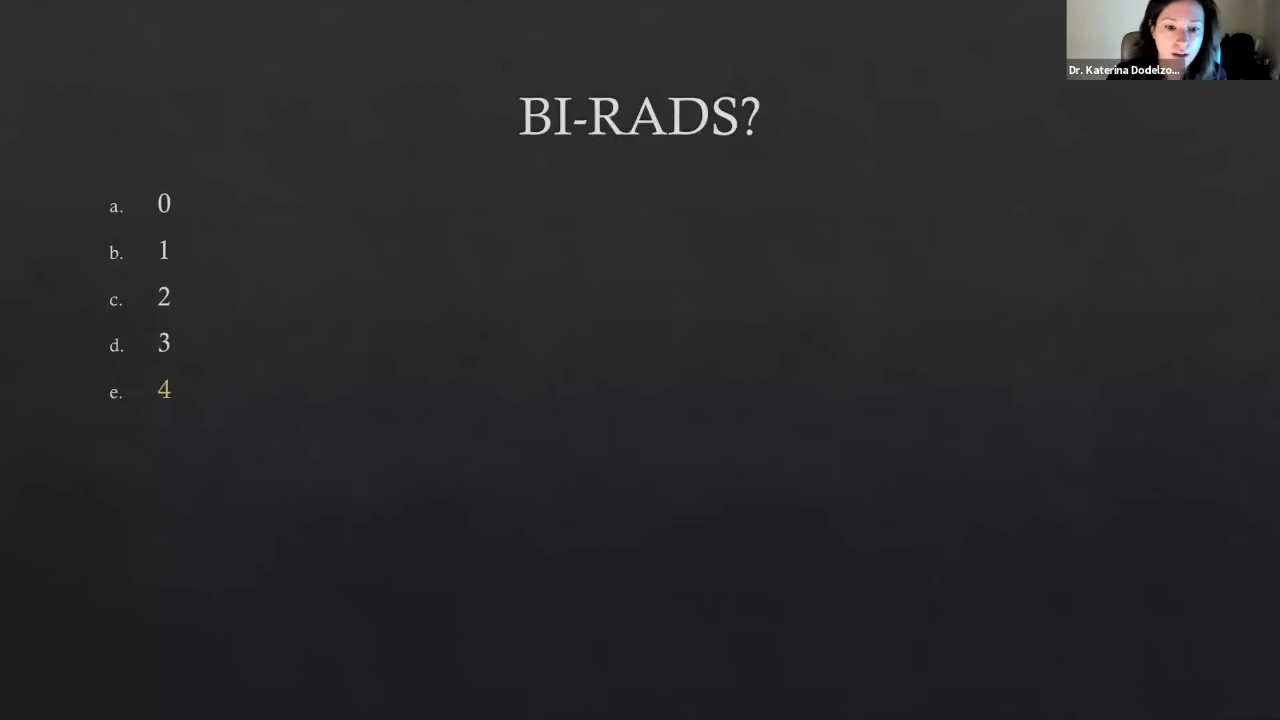 Dr. Katerina Dodelzo...
BI-RADS?
a. 0
b. 1
c. 2
d. 3
e. 4